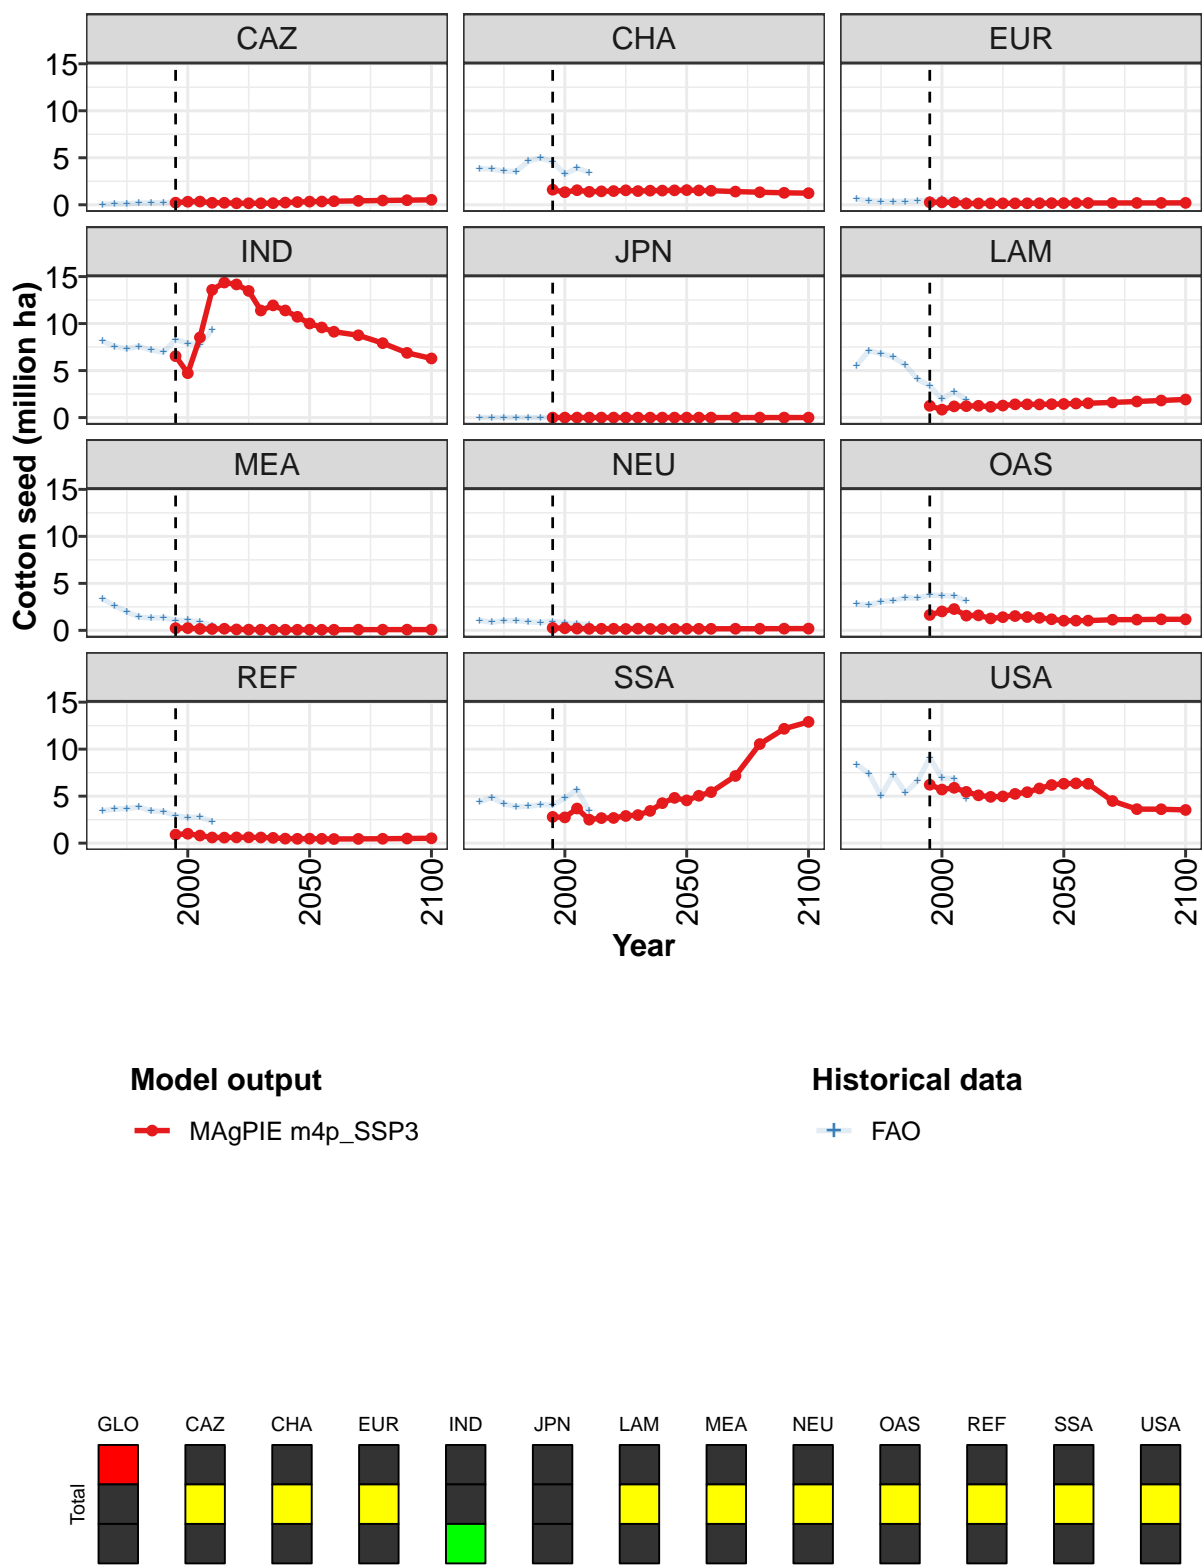 CAZ CHA EUR
15
10
5
0
IND JPN LAM
15
10
5
0
MEA NEU OAS
15
10
5
0
REF SSA USA
15
10
5
0
2000 2050 2100 2000 2050 2100 2000 2050 2100
Cotton seed (million ha)
Year
Model output
MAgPIE m4p_SSP3
Historical data
FAO
GLO CAZ CHA EUR IND JPN LAM MEA NEU OAS REF SSA USA
Total